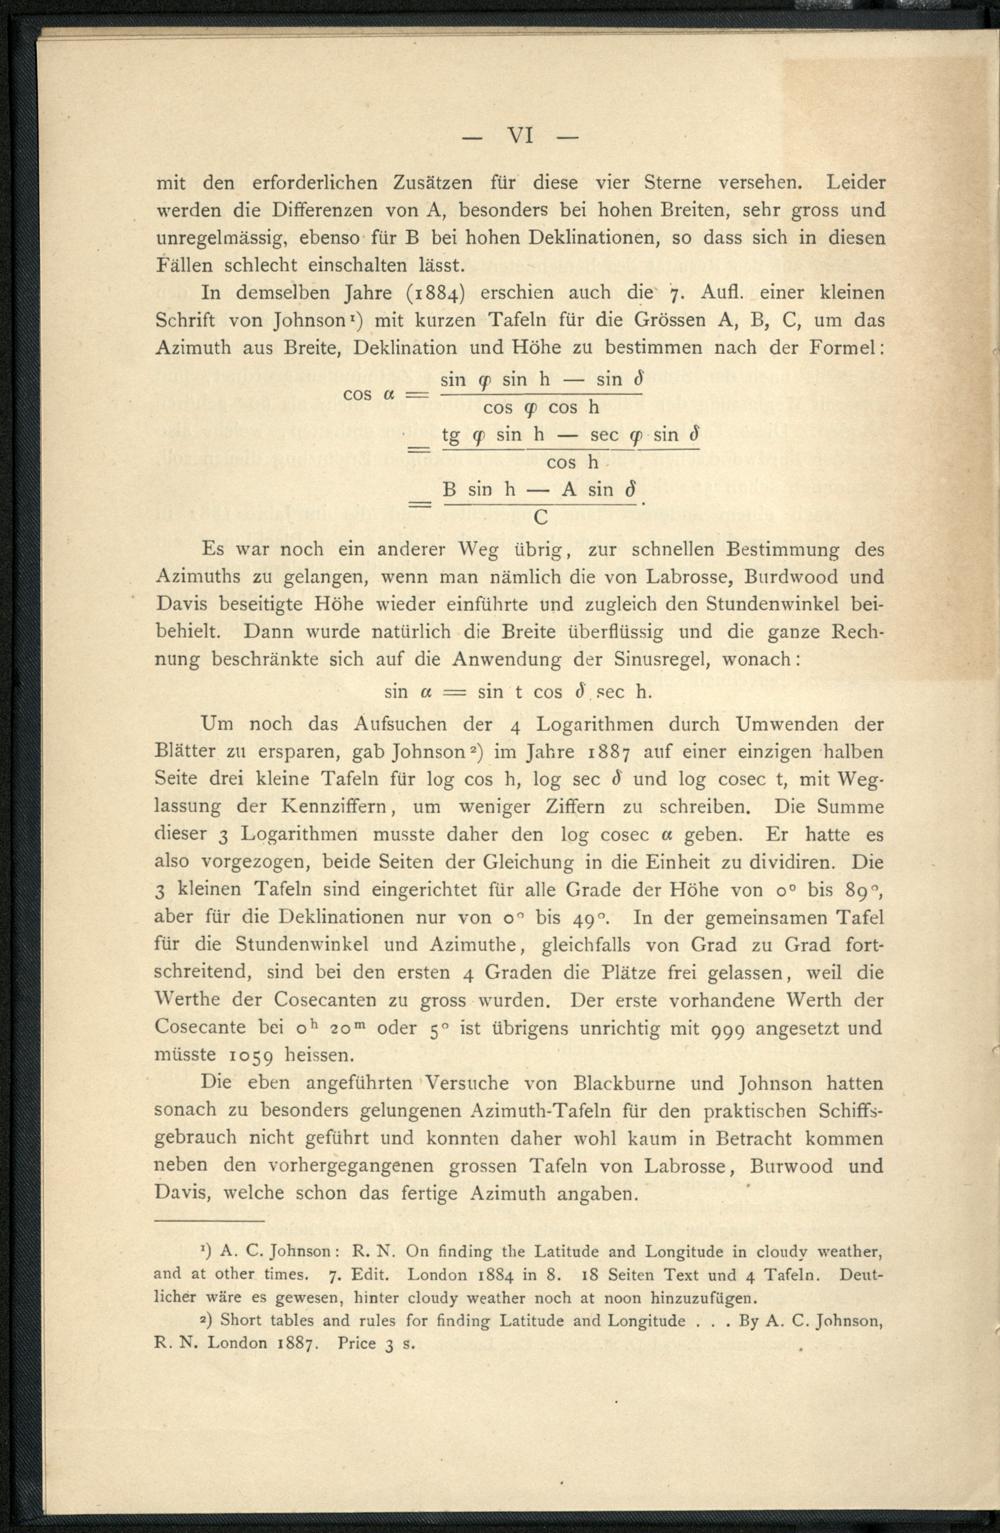 — VI —
mit den erforderlichen Zusätzen für diese vier Sterne versehen. Leider
werden die Differenzen von A, besonders bei hohen Breiten, sehr gross und
unregelmässig, ebenso für B bei hohen Deklinationen, so dass sich in diesen
Fällen schlecht einschalten lässt.
In demselben Jahre (1884) erschien auch die 7. Aufl. einer kleinen
Schrift von Johnson¹) mit kurzen Tafeln für die Grössen A, B, C, um das
Azimuth aus Breite, Deklination und Höhe zu bestimmen nach der Formel:
sin φ sin h — sin δ
cos α =
cos φ cos h
tg φ sin h — sec φ sin δ
=
cos h
B sin h — A sin δ
= .
C
Es war noch ein anderer Weg übrig, zur schnellen Bestimmung des
Azimuths zu gelangen, wenn man nämlich die von Labrosse, Burdwood und
Davis beseitigte Höhe wieder einführte und zugleich den Stundenwinkel bei-
behielt. Dann wurde natürlich die Breite überflüssig und die ganze Rech-
nung beschränkte sich auf die Anwendung der Sinusregel, wonach:
sin α = sin t cos δ sec h.
Um noch das Aufsuchen der 4 Logarithmen durch Umwenden der
Blätter zu ersparen, gab Johnson²) im Jahre 1887 auf einer einzigen halben
Seite drei kleine Tafeln für log cos h, log sec δ und log cosec t, mit Weg-
lassung der Kennziffern, um weniger Ziffern zu schreiben. Die Summe
dieser 3 Logarithmen musste daher den log cosec α geben. Er hatte es
also vorgezogen, beide Seiten der Gleichung in die Einheit zu dividiren. Die
3 kleinen Tafeln sind eingerichtet für alle Grade der Höhe von 0° bis 89°,
aber für die Deklinationen nur von 0° bis 49°. In der gemeinsamen Tafel
für die Stundenwinkel und Azimuthe, gleichfalls von Grad zu Grad fort-
schreitend, sind bei den ersten 4 Graden die Plätze frei gelassen, weil die
Werthe der Cosecanten zu gross wurden. Der erste vorhandene Werth der
Cosecante bei 0ʰ 20ᵐ oder 5° ist übrigens unrichtig mit 999 angesetzt und
müsste 1059 heissen.
Die eben angeführten Versuche von Blackburne und Johnson hatten
sonach zu besonders gelungenen Azimuth-Tafeln für den praktischen Schiffs-
gebrauch nicht geführt und konnten daher wohl kaum in Betracht kommen
neben den vorhergegangenen grossen Tafeln von Labrosse, Burwood und
Davis, welche schon das fertige Azimuth angaben.
¹) A. C. Johnson: R. N. On finding the Latitude and Longitude in cloudy weather,
and at other times. 7. Edit. London 1884 in 8. 18 Seiten Text und 4 Tafeln. Deut-
licher wäre es gewesen, hinter cloudy weather noch at noon hinzuzufügen.
²) Short tables and rules for finding Latitude and Longitude . . . By A. C. Johnson,
R. N. London 1887. Price 3 s.